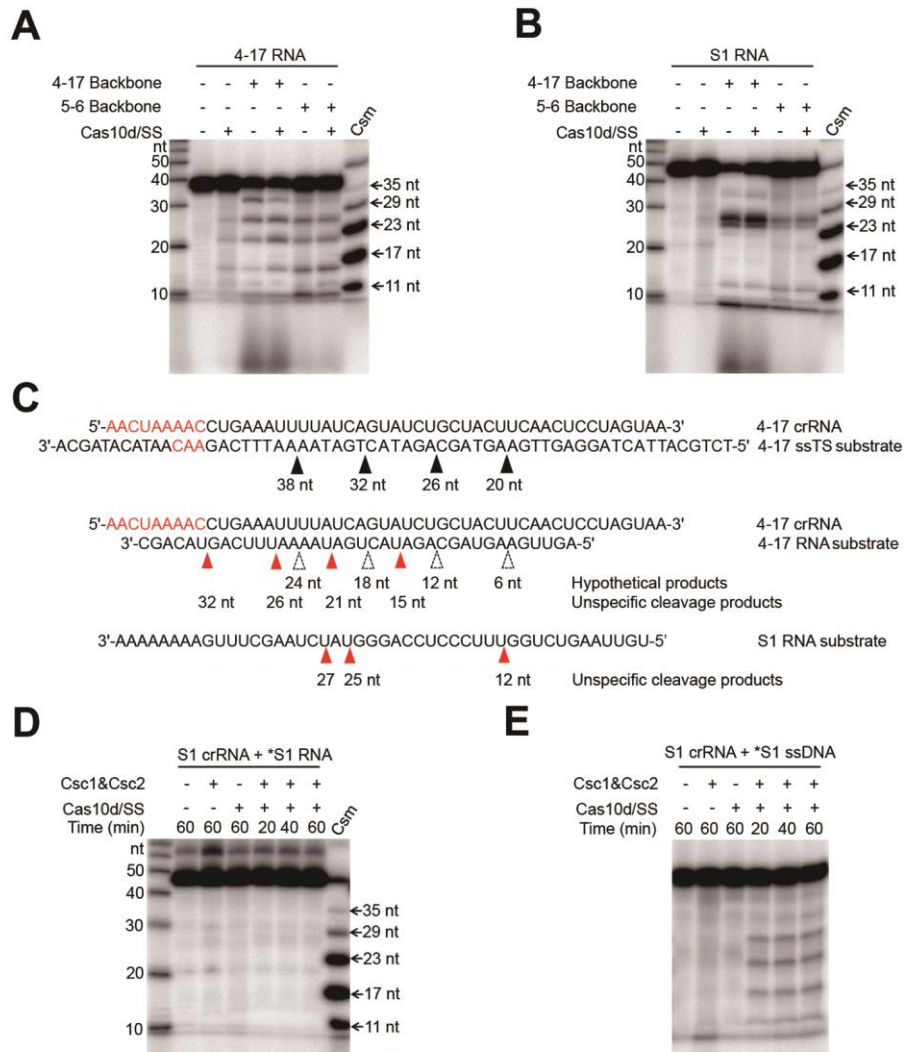 A
4-17 RNA
4-17 Backbone - - + + - -
5-6 Backbone - - - - + +
Cas10d/SS - + - + - + Csm
nt
50
40
30
20
10
35 nt
29 nt
23 nt
17 nt
11 nt
B
S1 RNA
4-17 Backbone - - + + - -
5-6 Backbone - - - - + +
Cas10d/SS - + - + - + Csm
nt
50
40
30
20
10
35 nt
29 nt
23 nt
17 nt
11 nt
C
5'-AACUAAAACCUGAAAUUUUAUCAGUAUCUGCUACUUCAACUCCUAGUAA-3' 4-17 crRNA
3'-ACGATACATAACAAGACTTTAAAATAGTCATAGACGATGAAGTTGAGGATCATTACGTCT-5' 4-17 ssTS substrate
38 nt 32 nt 26 nt 20 nt
5'-AACUAAAACCUGAAAUUUUAUCAGUAUCUGCUACUUCAACUCCUAGUAA-3' 4-17 crRNA
3'-CGACAUGACUUUAAAAUAGUCAUAGACGAUGAAGUUGA-5' 4-17 RNA substrate
24 nt 18 nt 12 nt 6 nt Hypothetical products
32 nt 26 nt 21 nt 15 nt Unspecific cleavage products
3'-AAAAAAAAGUUUCGAAUCUAUGGGACCUCCCUUUGGUCUGAAUUGU-5' S1 RNA substrate
27 25 nt 12 nt Unspecific cleavage products
D
S1 crRNA + *S1 RNA
Csc1&Csc2 - + - + + +
Cas10d/SS - - + + + +
Time (min) 60 60 60 20 40 60 Csm
nt
50
40
30
20
10
35 nt
29 nt
23 nt
17 nt
11 nt
E
S1 crRNA + *S1 ssDNA
Csc1&Csc2 - + - + + +
Cas10d/SS - - + + + +
Time (min) 60 60 60 20 40 60